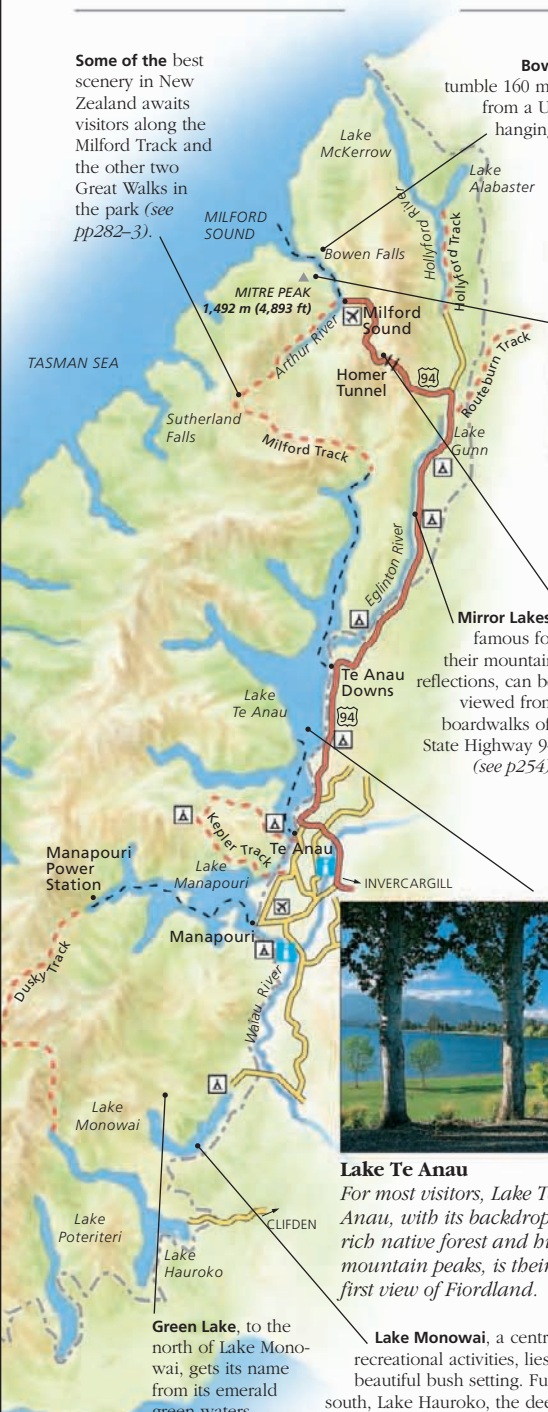 Some of the best
scenery in New
Zealand awaits
visitors along the
Milford Track and
the other two
Great Walks in
the park (see
pp282–3).
Bow
tumble 160 m
from a U
hanging
Lake
McKerrow
Lake
Alabaster
Hollyford River
Hollyford Track
MILFORD
SOUND
Bowen Falls
MITRE PEAK
1,492 m (4,893 ft)
Milford
Sound
Arthur River
TASMAN SEA
Homer
Tunnel
94
Routeburn Track
Sutherland
Falls
Milford Track
Lake
Gunn
Eglinton River
Mirror Lakes
famous fo
their mountain
reflections, can be
viewed from
boardwalks of
State Highway 9
(see p254)
Te Anau
Downs
Lake
Te Anau
94
Kepler Track
Te Anau
Manapouri
Power
Station
Lake
Manapouri
INVERCARGILL
Manapouri
Dusky Track
Waiau River
Lake
Monowai
Lake
Poteriteri
Lake
Hauroko
CLIFDEN
Lake Te Anau
For most visitors, Lake T
Anau, with its backdrop
rich native forest and hi
mountain peaks, is their
first view of Fiordland.
Green Lake, to the
north of Lake Mono-
wai, gets its name
from its emerald
green waters
Lake Monowai, a centr
recreational activities, lies
beautiful bush setting. Fu
south, Lake Hauroko, the dee